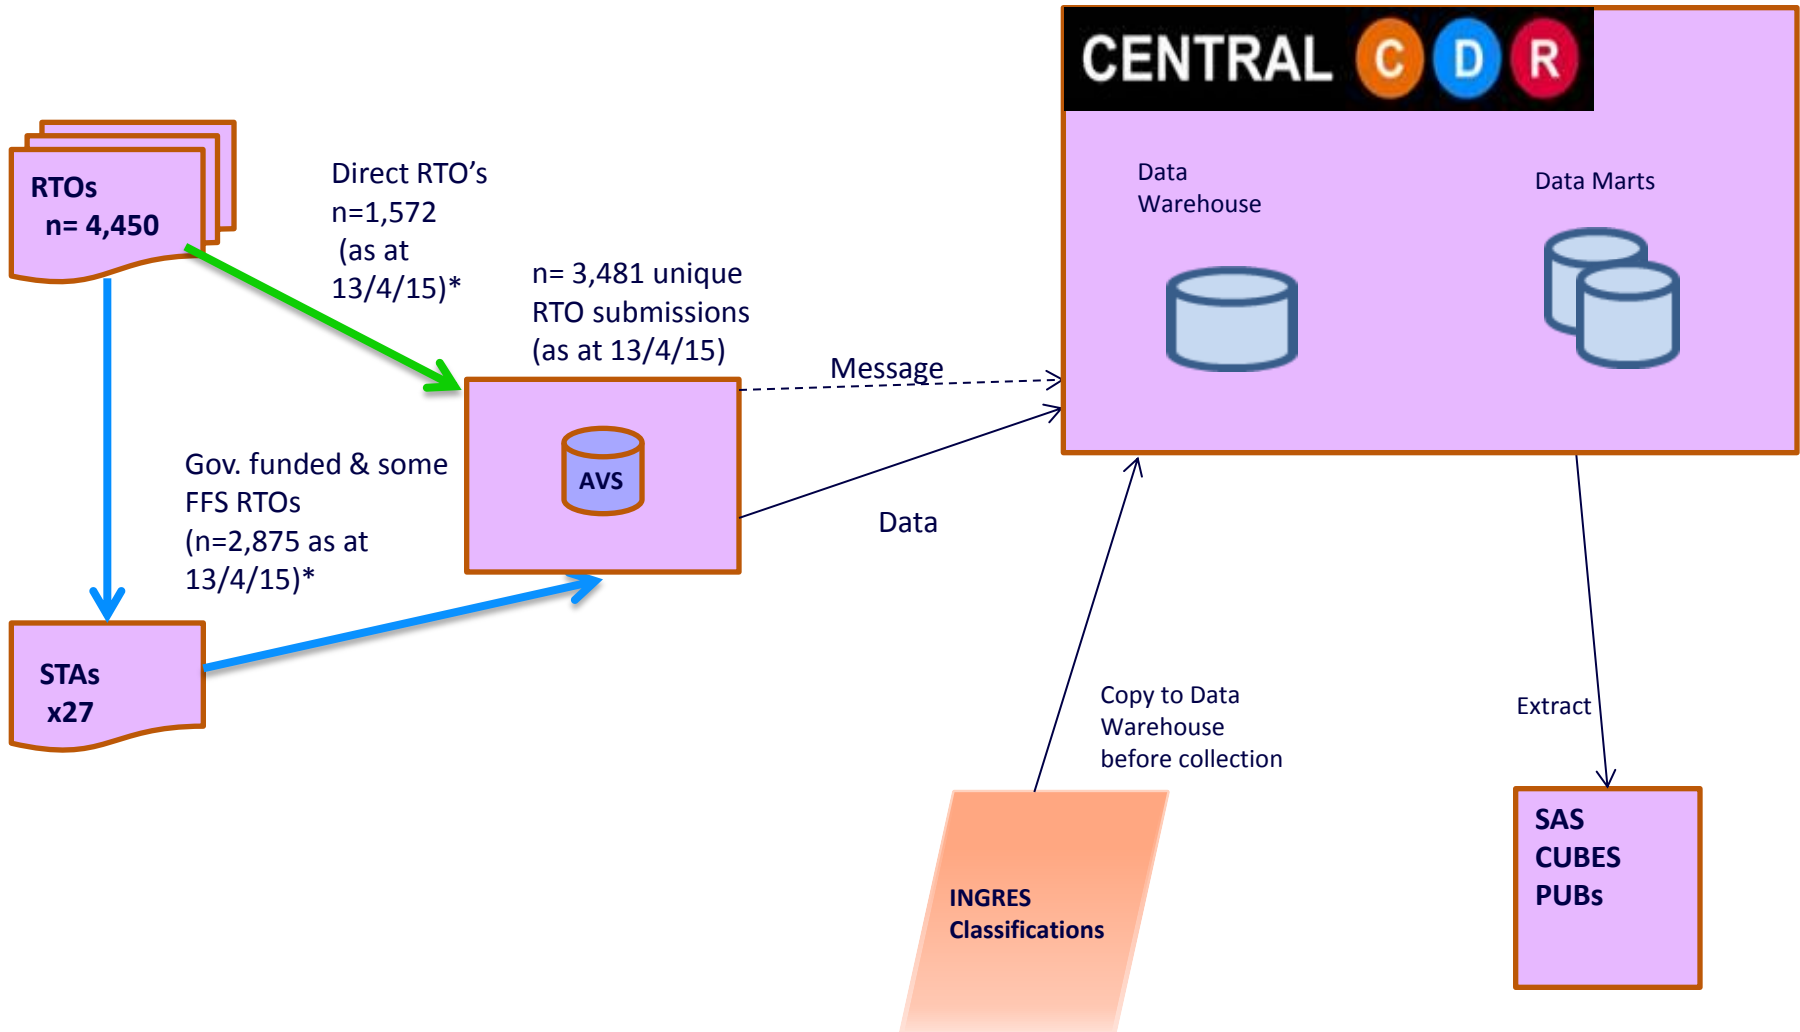 CENTRAL C D R
Data
Warehouse
Data Marts
RTOs
n= 4,450
Direct RTO’s
n=1,572
(as at
13/4/15)*
n= 3,481 unique
RTO submissions
(as at 13/4/15)
Message
AVS
Gov. funded & some
FFS RTOs
(n=2,875 as at
13/4/15)*
Data
STAs
x27
Copy to Data
Warehouse
before collection
Extract
INGRES
Classifications
SAS
CUBES
PUBs